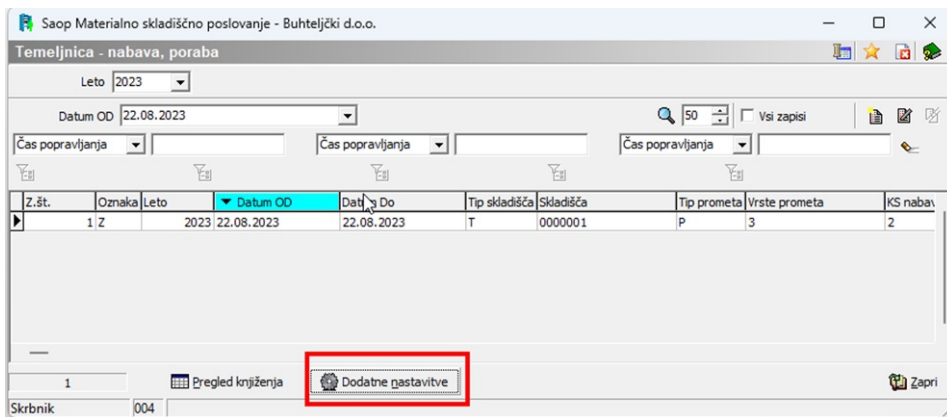 Saop Materialno skladiščno poslovanje - Buhteljčki d.o.o.
Temeljnica - nabava, poraba
Leto 2023
Datum OD 22.08.2023 50 Vsi zapisi
Čas popravljanja Čas popravljanja Čas popravljanja
Z.št. Oznaka Leto Datum OD Datum Do Tip skladišča Skladišča Tip prometa Vrste prometa KS nabav
1 Z 2023 22.08.2023 22.08.2023 T 0000001 P 3 2
1 Pregled knjiženja Dodatne nastavitve Zapri
Skrbnik 004